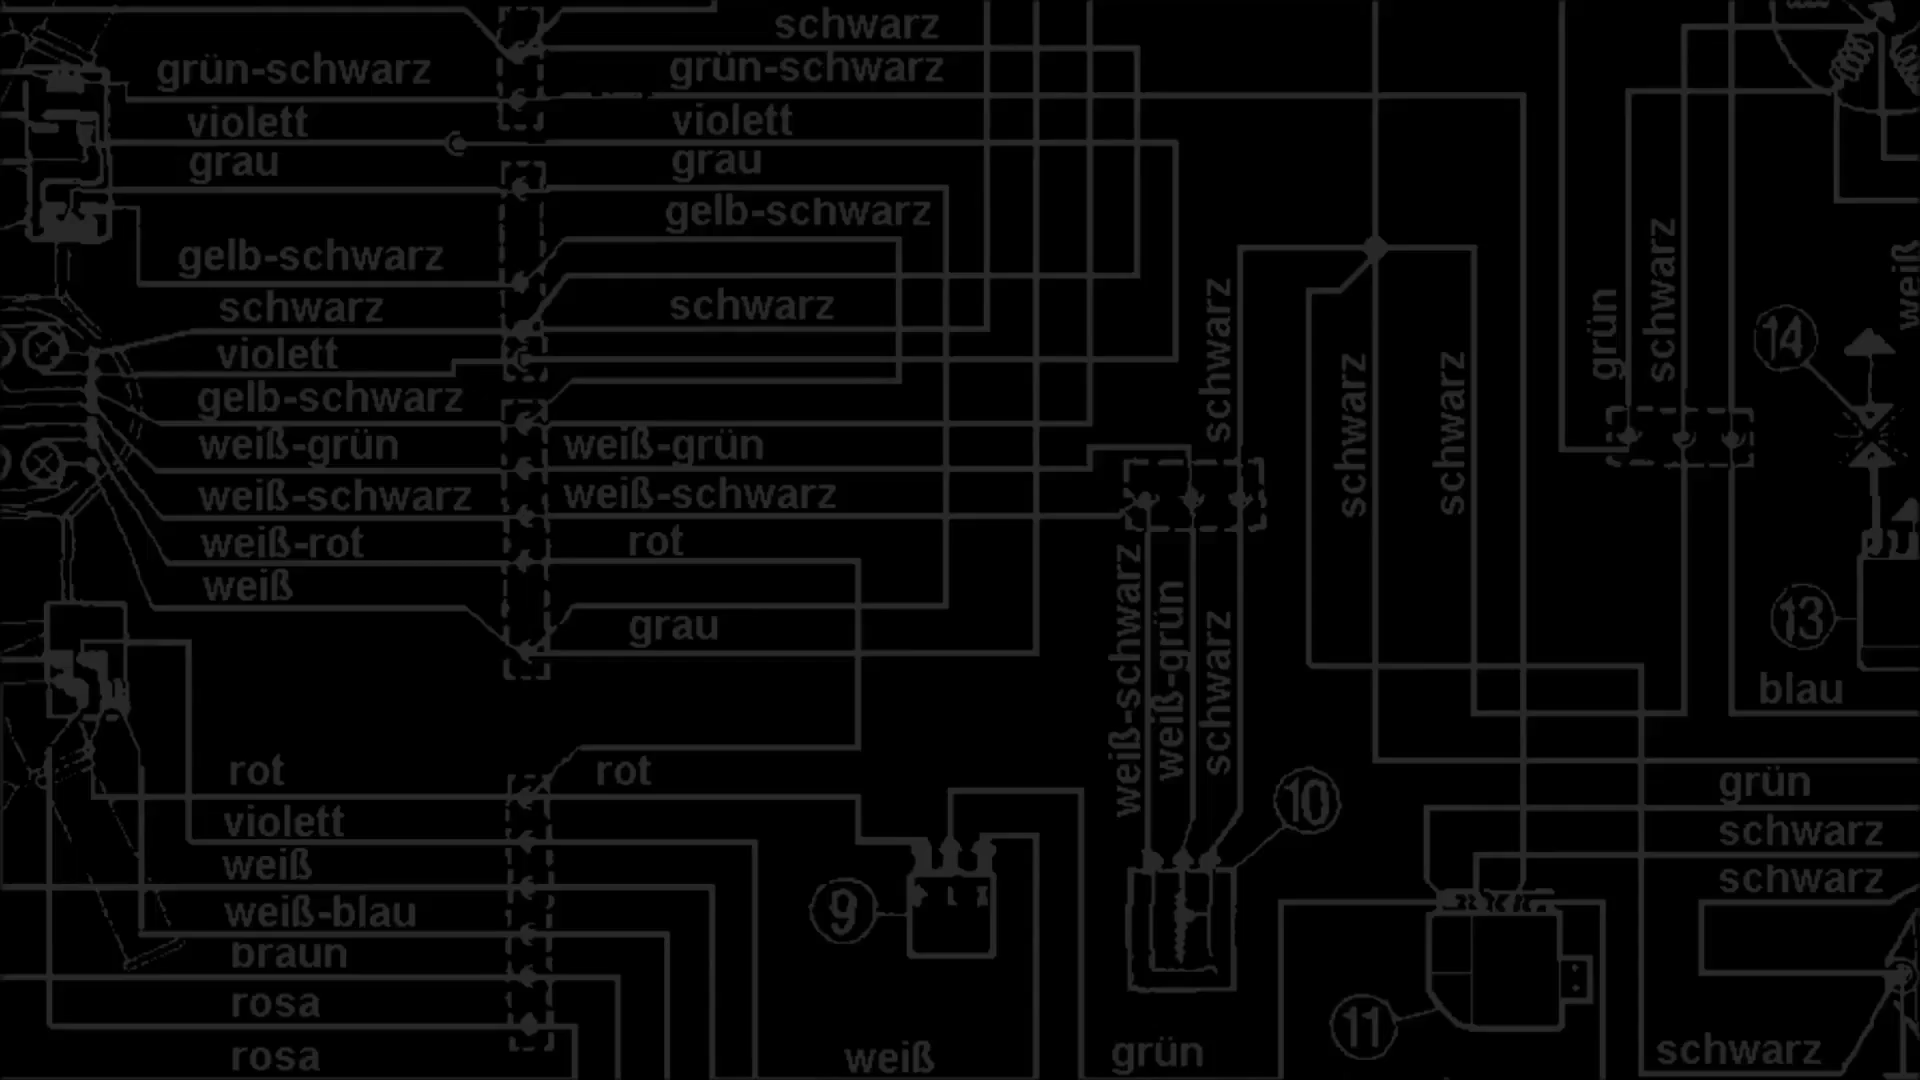 schwarz
grün-schwarz
grün-schwarz
violett
violett
grau
grau
gelb-schwarz
gelb-schwarz
schwarz
schwarz
violett
gelb-schwarz
weiß-grün
weiß-grün
weiß-schwarz
weiß-schwarz
weiß-rot
rot
weiß
grau
rot
rot
violett
weiß
weiß-blau
braun
rosa
rosa
9
L
weiß
schwarz
weiß-schwarz
weiß-grün
schwarz
10
grün
schwarz
schwarz
11
grün
schwarz
14
weiß
13
blau
grün
schwarz
schwarz
schwarz